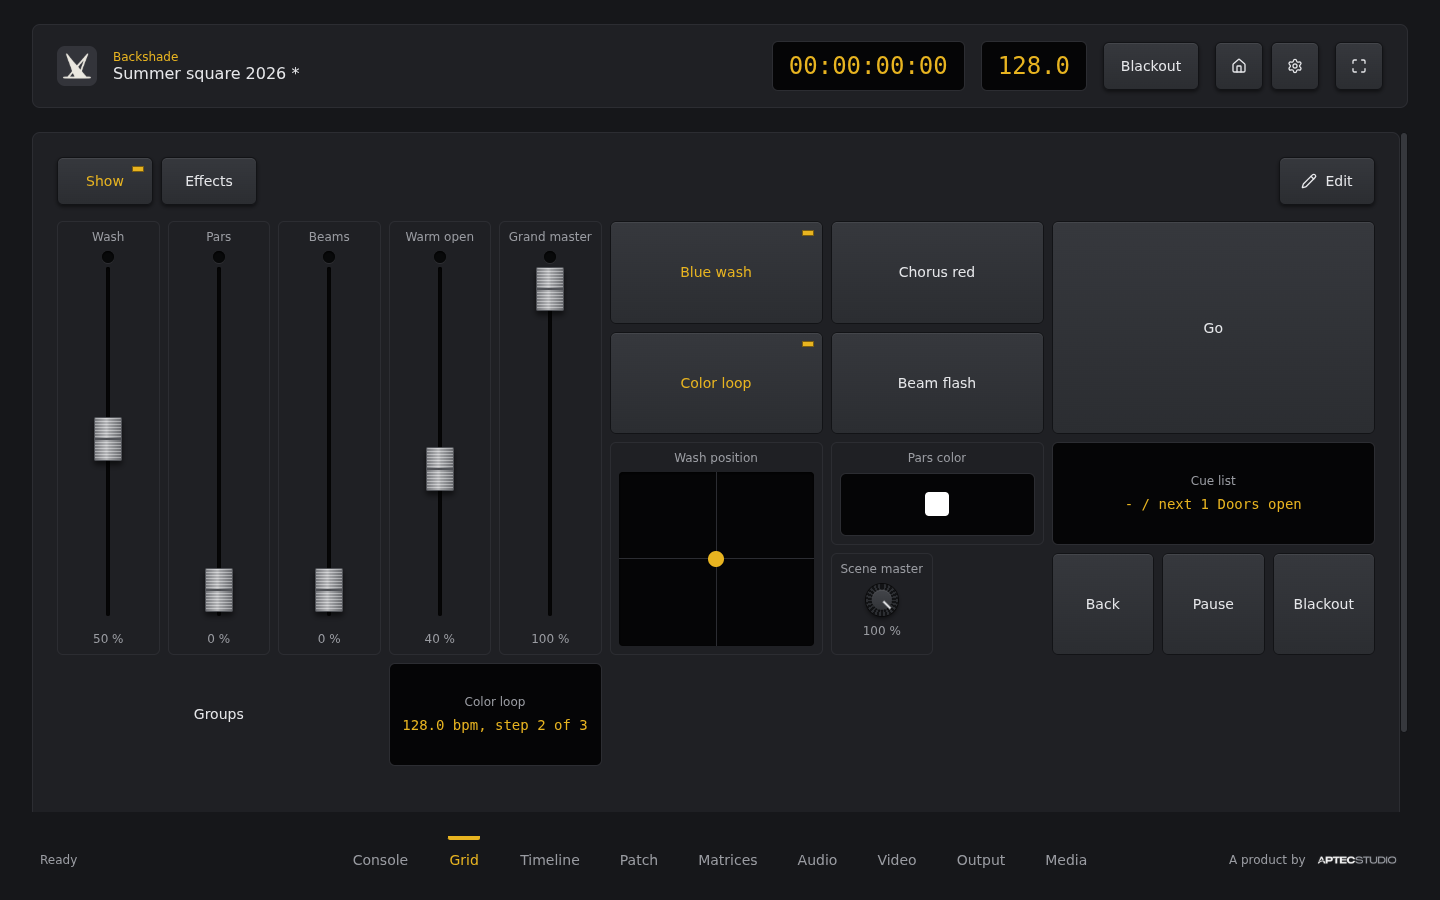 Backshade
Summer square 2026 *
00:00:00:00
128.0
Blackout
Show
Effects
Edit
Wash
Pars
Beams
Warm open
Grand master
50 %
0 %
0 %
40 %
100 %
Blue wash
Chorus red
Go
Color loop
Beam flash
Wash position
Pars color
Cue list
- / next 1 Doors open
Scene master
100 %
Back
Pause
Blackout
Groups
Color loop
128.0 bpm, step 2 of 3
Ready
Console
Grid
Timeline
Patch
Matrices
Audio
Video
Output
Media
A product by APTECSTUDIO